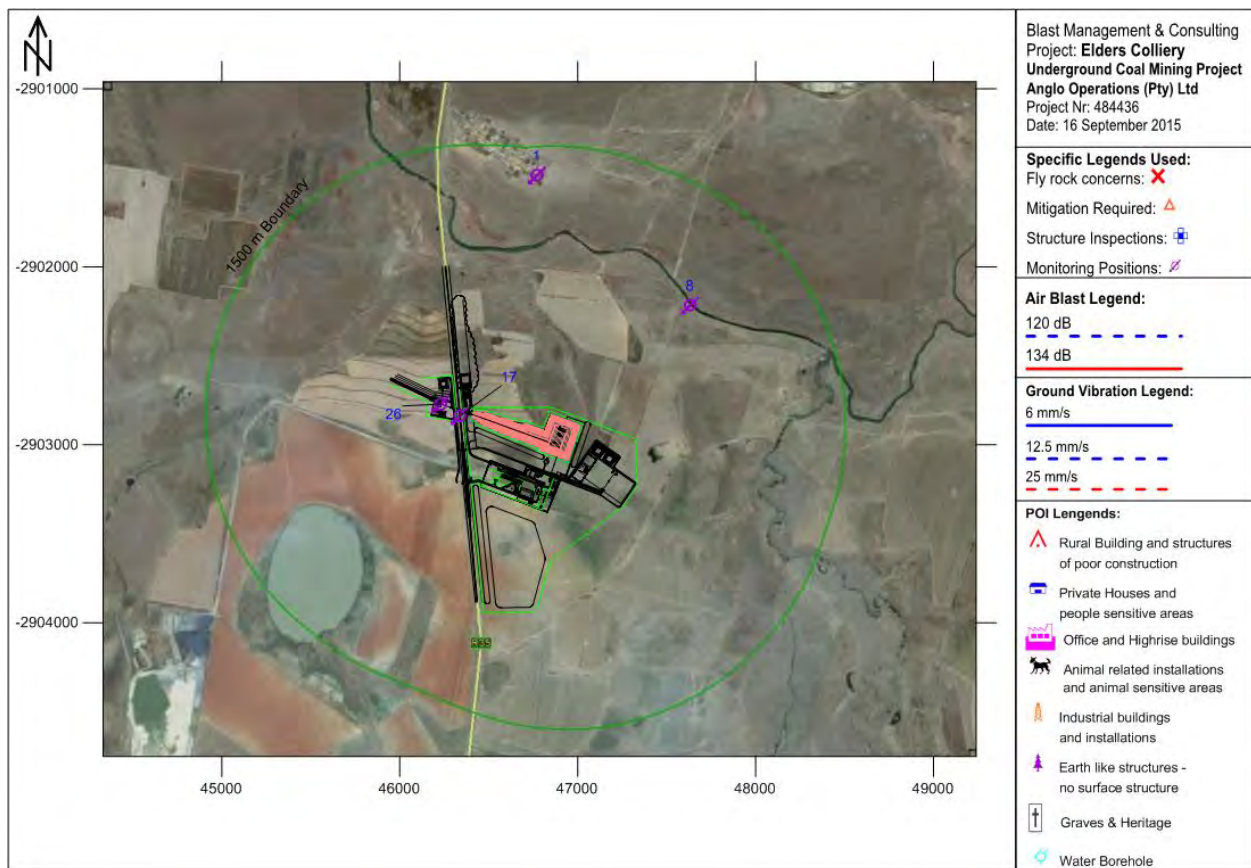 N
-2901000
-2902000
-2903000
-2904000
45000
46000
47000
48000
49000
1500 m Boundary
1
8
17
26
R35
Blast Management & Consulting
Project: Elders Colliery
Underground Coal Mining Project
Anglo Operations (Pty) Ltd
Project Nr: 484436
Date: 16 September 2015
Specific Legends Used:
Fly rock concerns:
Mitigation Required:
Structure Inspections:
Monitoring Positions:
Air Blast Legend:
120 dB
134 dB
Ground Vibration Legend:
6 mm/s
12.5 mm/s
25 mm/s
POI Lengends:
Rural Building and structures
of poor construction
Private Houses and
people sensitive areas
Office and Highrise buildings
Animal related installations
and animal sensitive areas
Industrial buildings
and installations
Earth like structures -
no surface structure
Graves & Heritage
Water Borehole